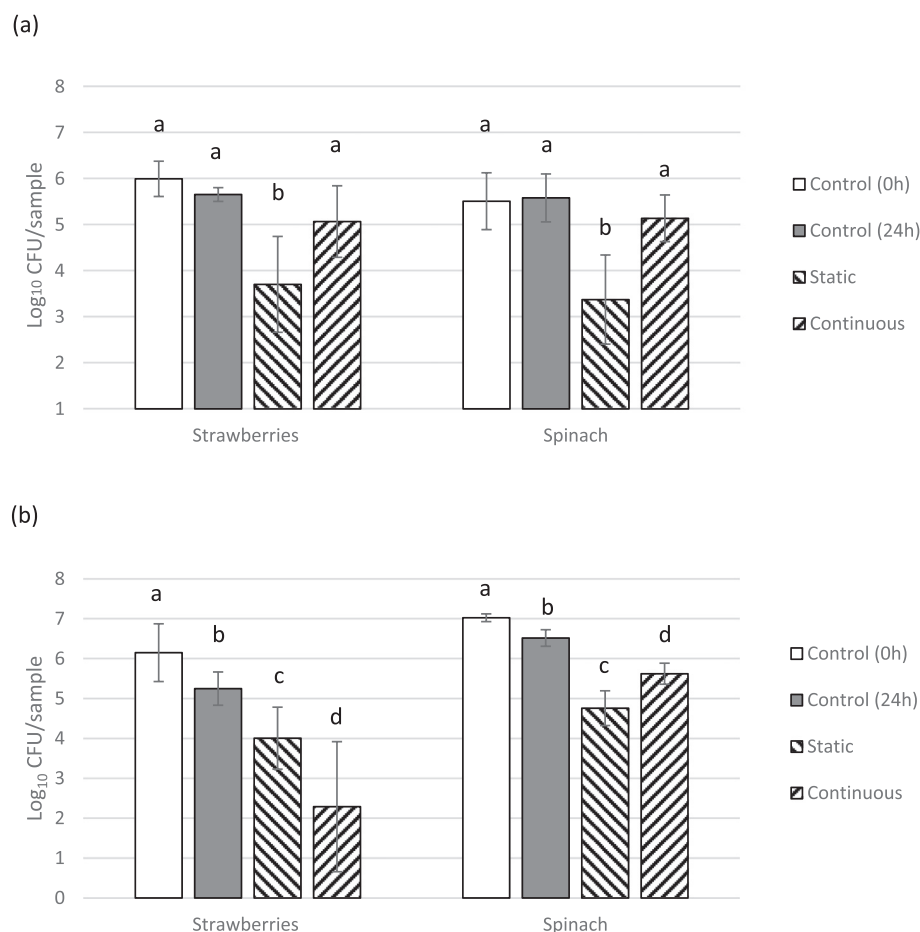 (a)
8
7
6
5
4
3
2
1
Log10 CFU/sample
a
a
b
a
a
a
b
a
Strawberries
Spinach
Control (0h)
Control (24h)
Static
Continuous
(b)
8
7
6
5
4
3
2
1
0
Log10 CFU/sample
a
b
c
d
a
b
c
d
Strawberries
Spinach
Control (0h)
Control (24h)
Static
Continuous